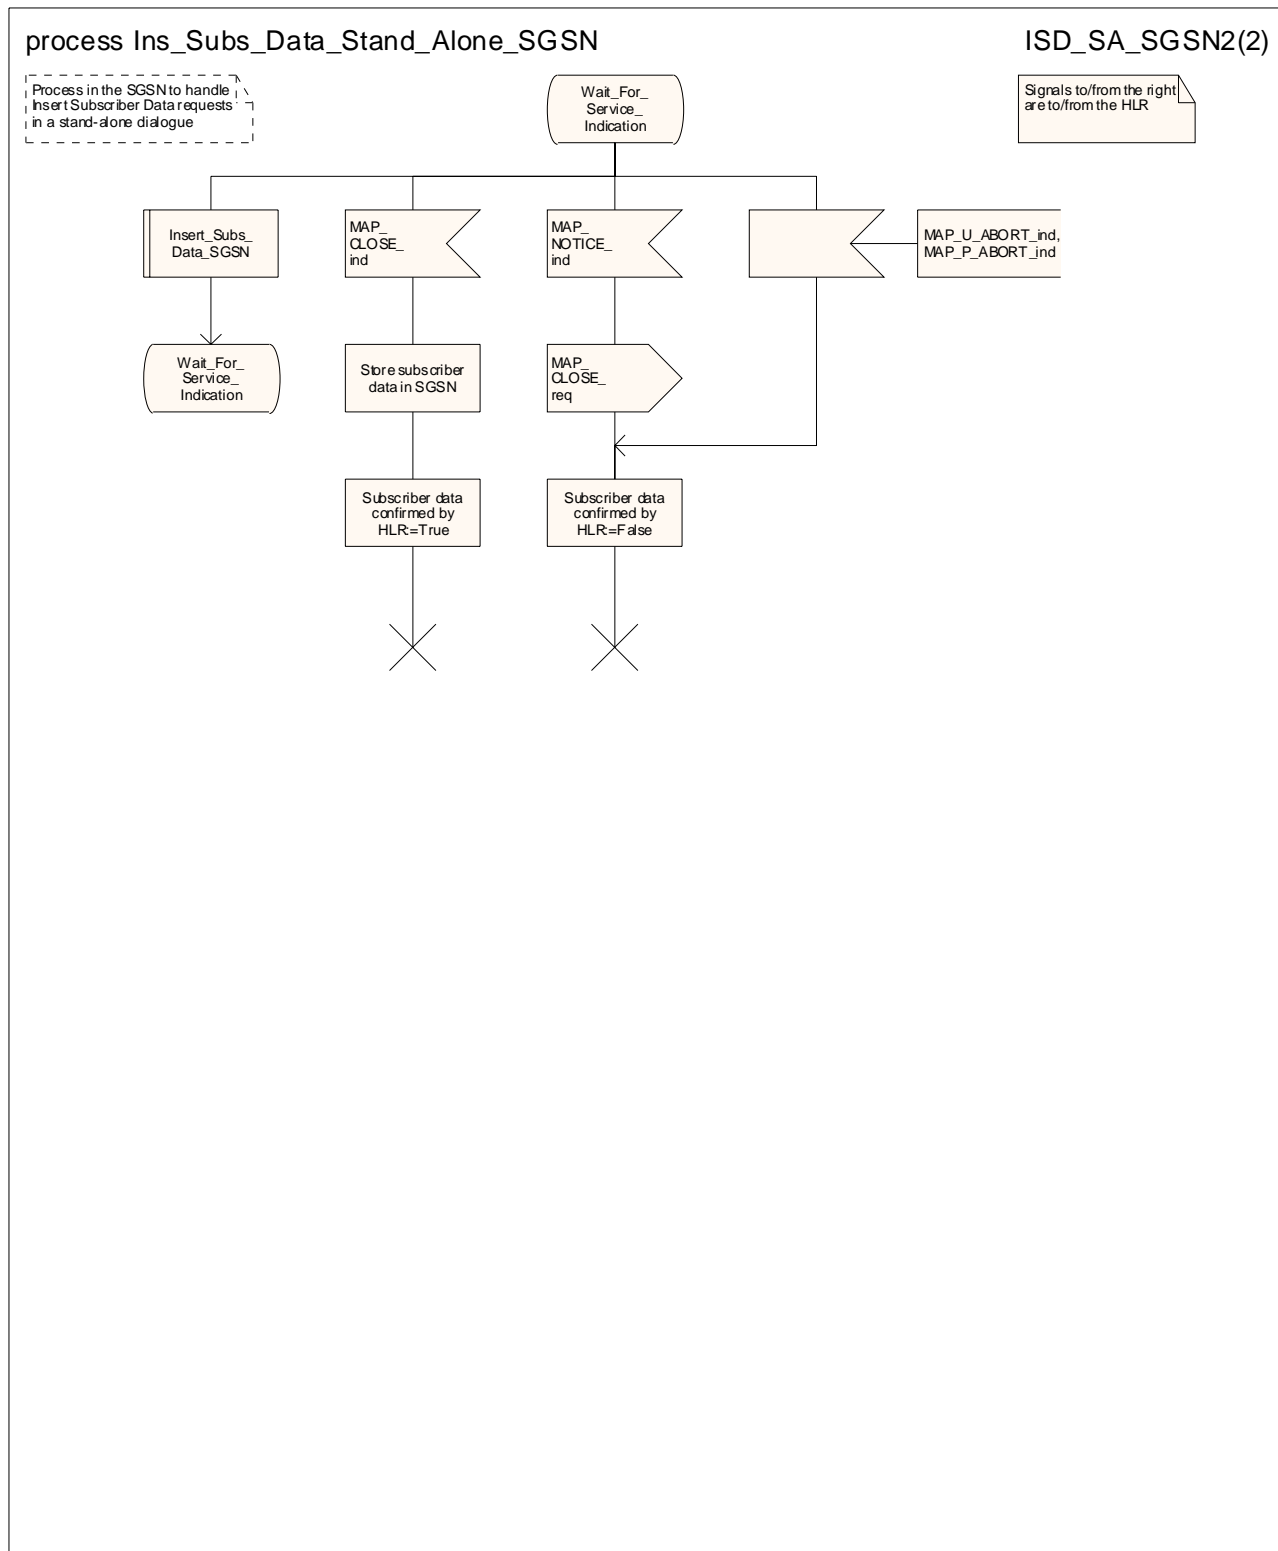 process Ins_Subs_Data_Stand_Alone_SGSN
ISD_SA_SGSN2(2)
Process in the SGSN to handle
Insert Subscriber Data requests
in a stand-alone dialogue
Wait_For_
Service_
Indication
Signals to/from the right
are to/from the HLR
Insert_Subs_
Data_SGSN
MAP_
CLOSE_
ind
MAP_
NOTICE_
ind
MAP_U_ABORT_ind,
MAP_P_ABORT_ind
Wait_For_
Service_
Indication
Store subscriber
data in SGSN
MAP_
CLOSE_
req
Subscriber data
confirmed by
HLR:=True
Subscriber data
confirmed by
HLR:=False